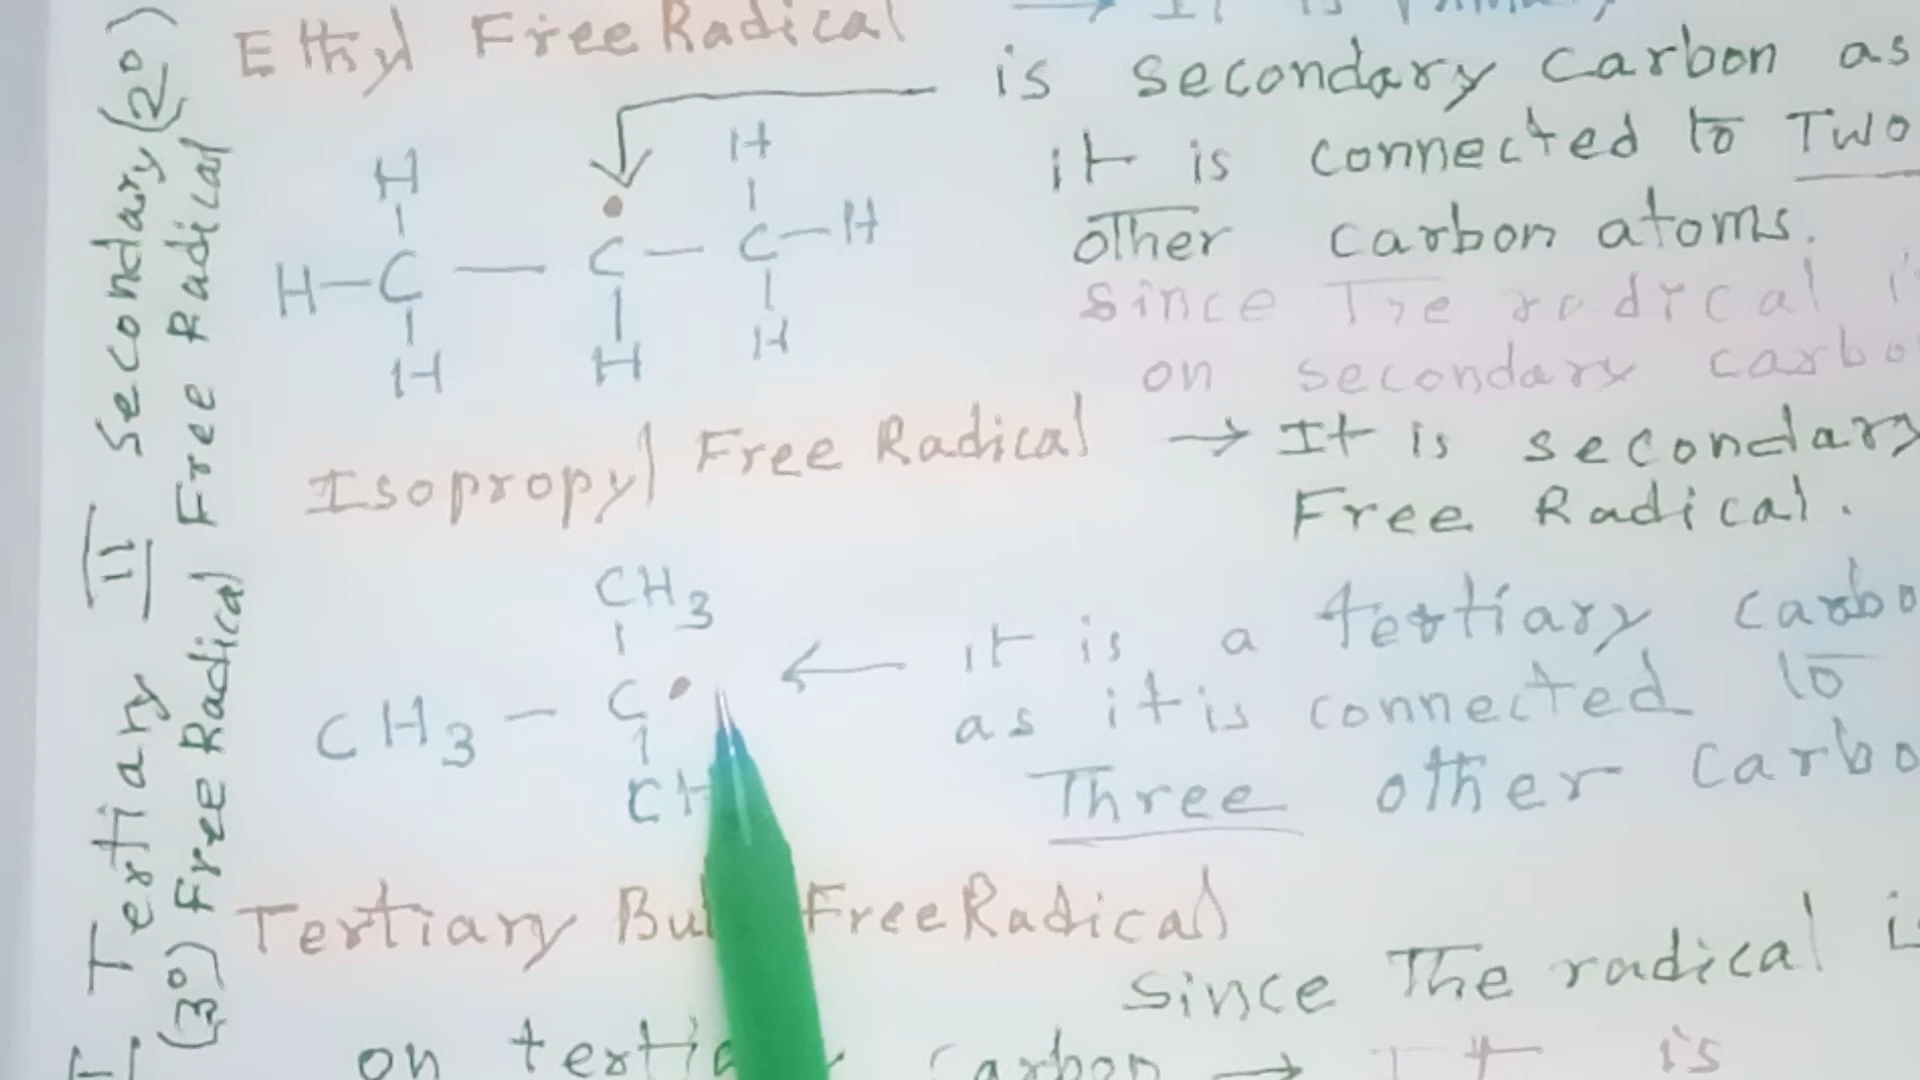 Ethyl Free Radical
→ It is
is secondary carbon as
it is connected to Two
other carbon atoms.
since The radical
on secondary
H H
H-C — C• — C-H
H H H
Isopropyl Free Radical → It is secondary
Free Radical.
CH3
CH3 - C•
← it is a tertiary
as it is connected to
Three other
Tertiary Free Radical
since The radical
on carbon → It is
II Secondary (2°)
Free Radical
Tertiary
(3°) Free Radical